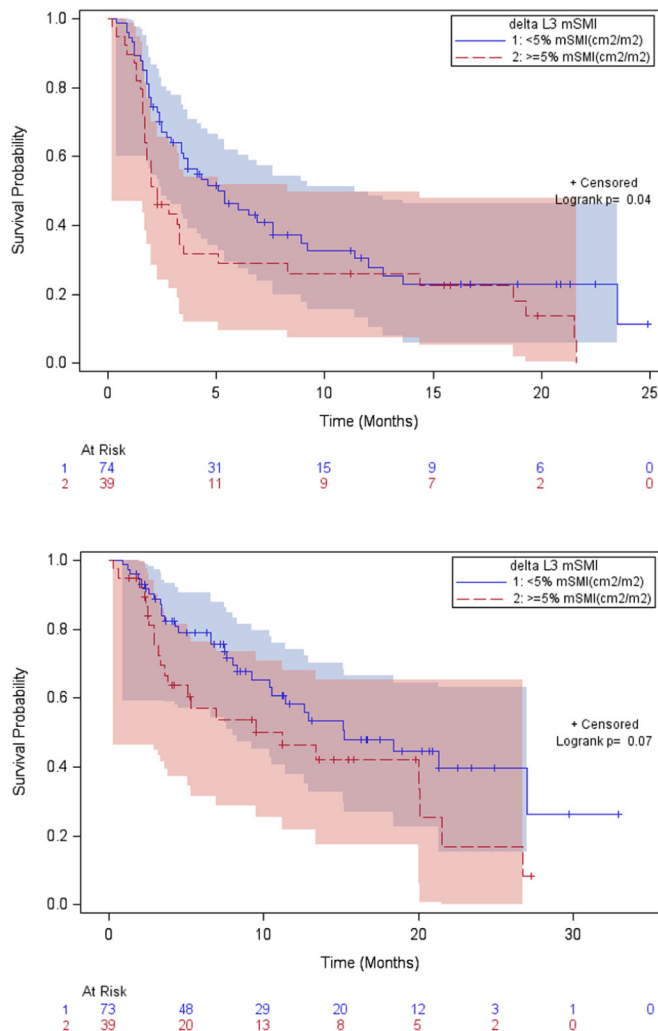 delta L3 mSMI
1: <5% mSMI(cm2/m2)
2: >=5% mSMI(cm2/m2)
1.0
0.8
0.6
0.4
0.2
0.0
Survival Probability
+ Censored
Logrank p= 0.04
0 5 10 15 20 25
Time (Months)
At Risk
1 74 31 15 9 6 0
2 39 11 9 7 2 0
delta L3 mSMI
1: <5% mSMI(cm2/m2)
2: >=5% mSMI(cm2/m2)
1.0
0.8
0.6
0.4
0.2
0.0
Survival Probability
+ Censored
Logrank p= 0.07
0 10 20 30
Time (Months)
At Risk
1 73 48 29 20 12 3 1 0
2 39 20 13 8 5 2 0